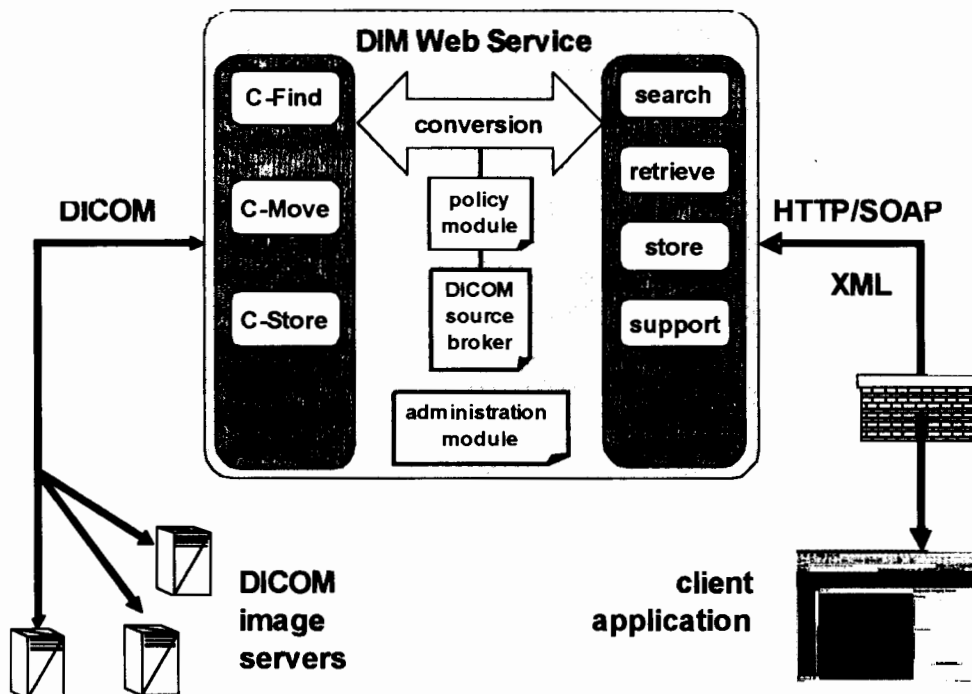 DIM Web Service
C-Find
search
conversion
retrieve
C-Move
policy
module
DICOM
HTTP/SOAP
store
XML
C-Store
DICOM
source
broker
support
administration
module
DICOM
image
servers
client
application